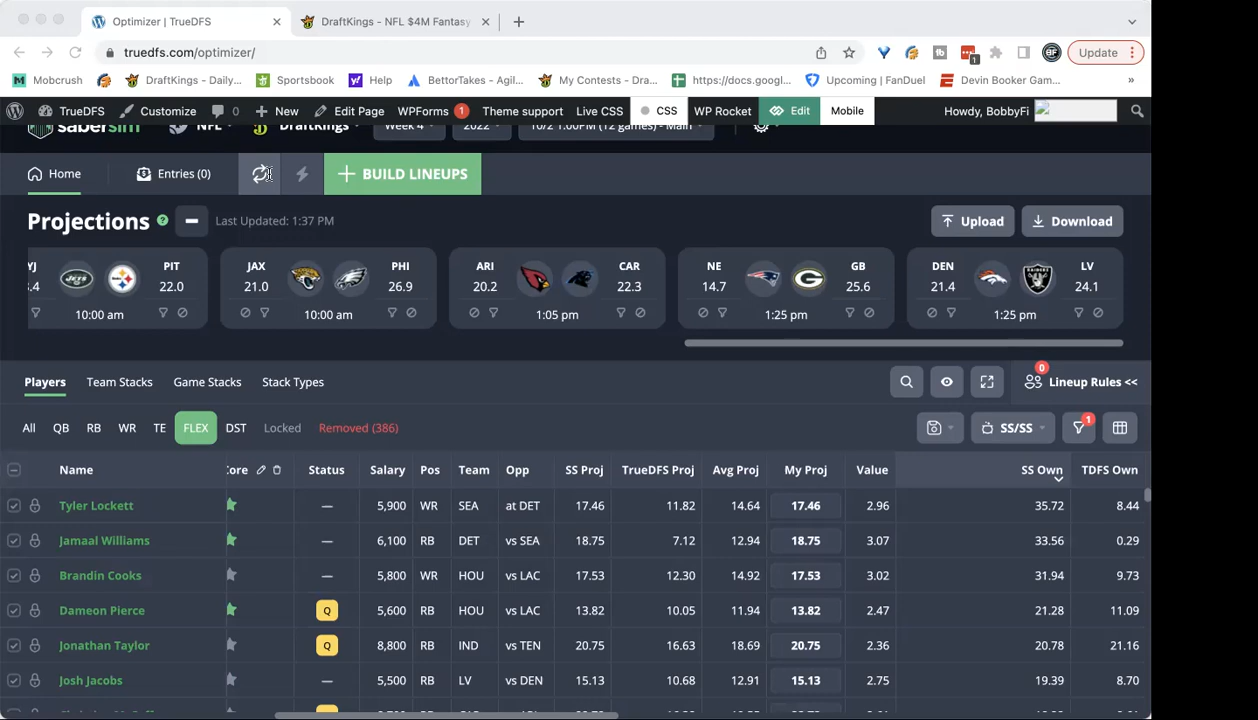 Optimizer | TrueDFS
DraftKings - NFL $4M Fantasy
truedfs.com/optimizer/
Update
Mobcrush
DraftKings - Daily...
Sportsbook
Help
BettorTakes - Agil...
My Contests - Dra...
https://docs.googl...
Upcoming | FanDuel
Devin Booker Gam...
»
TrueDFS
Customize
0
New
Edit Page
WPForms 1
Theme support
Live CSS
CSS
WP Rocket
Edit
Mobile
Howdy, BobbyFi
sabersim
NFL
DraftKings
Week 4
2022
10/2 1:00PM (12 games) - Main
Home
Entries (0)
BUILD LINEUPS
Projections
Last Updated: 1:37 PM
Upload
Download
YJ PIT JAX PHI ARI CAR NE GB DEN LV
.4 22.0 21.0 26.9 20.2 22.3 14.7 25.6 21.4 24.1
10:00 am 10:00 am 1:05 pm 1:25 pm 1:25 pm
Players Team Stacks Game Stacks Stack Types
0
Lineup Rules <<
All QB RB WR TE FLEX DST Locked Removed (386)
SS/SS
1
Name Core Status Salary Pos Team Opp SS Proj TrueDFS Proj Avg Proj My Proj Value SS Own TDFS Own
Tyler Lockett — 5,900 WR SEA at DET 17.46 11.82 14.64 17.46 2.96 35.72 8.44
Jamaal Williams — 6,100 RB DET vs SEA 18.75 7.12 12.94 18.75 3.07 33.56 0.29
Brandin Cooks — 5,800 WR HOU vs LAC 17.53 12.30 14.92 17.53 3.02 31.94 9.73
Dameon Pierce Q 5,600 RB HOU vs LAC 13.82 10.05 11.94 13.82 2.47 21.28 11.09
Jonathan Taylor Q 8,800 RB IND vs TEN 20.75 16.63 18.69 20.75 2.36 20.78 21.16
Josh Jacobs — 5,500 RB LV vs DEN 15.13 10.68 12.91 15.13 2.75 19.39 8.70